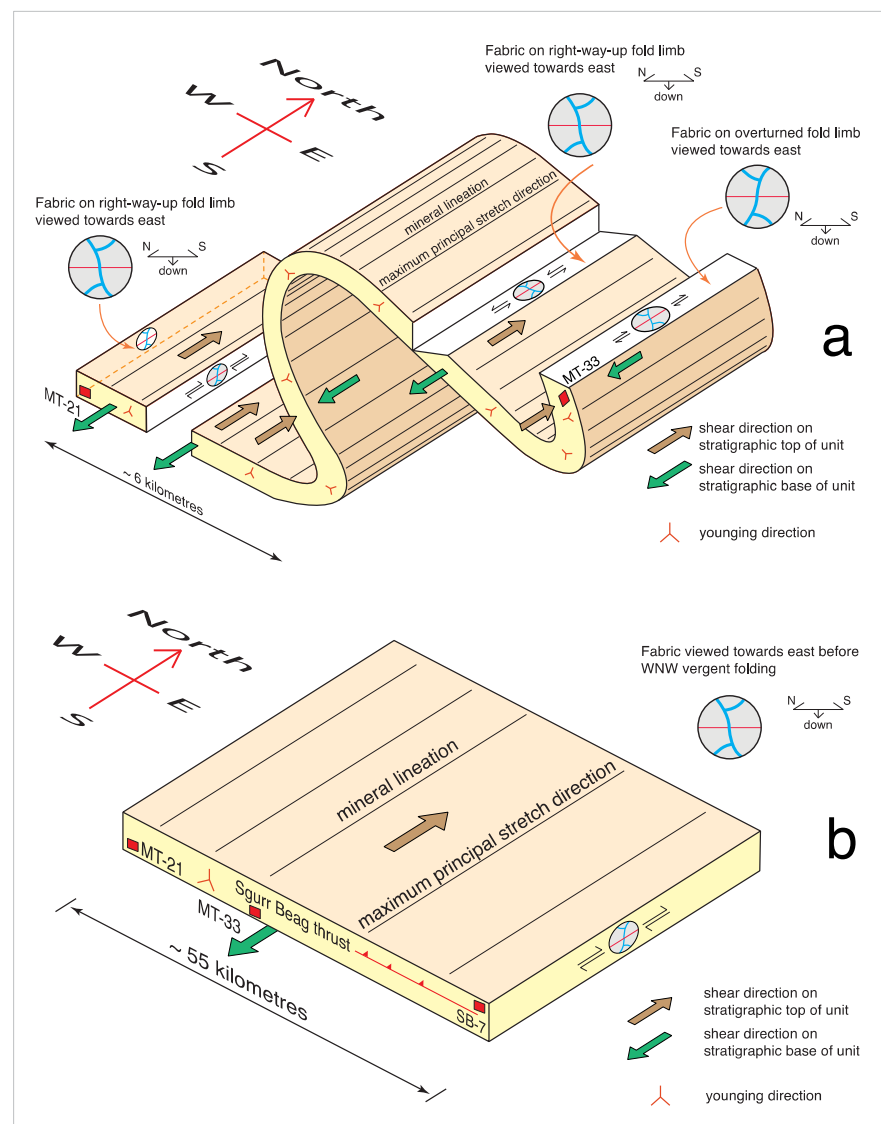 Fabric on right-way-up fold limb
viewed towards east
N S
down
North
W
S
E
Fabric on overturned fold limb
viewed towards east
N S
down
Fabric on right-way-up fold limb
viewed towards east
N S
down
mineral lineation
maximum principal stretch direction
a
MT-21
MT-33
~ 6 kilometres
shear direction on
stratigraphic top of unit
shear direction on
stratigraphic base of unit
younging direction
North
W
S
E
Fabric viewed towards east before
WNW vergent folding
N S
down
mineral lineation
maximum principal stretch direction
b
MT-21
Sgurr Beag thrust
MT-33
SB-7
~ 55 kilometres
shear direction on
stratigraphic top of unit
shear direction on
stratigraphic base of unit
younging direction